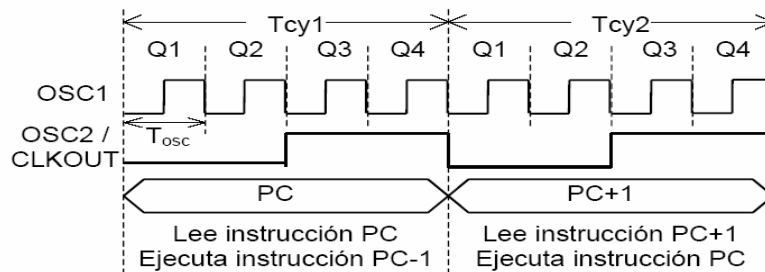 Tcy1 Tcy2
Q1 Q2 Q3 Q4 Q1 Q2 Q3 Q4
OSC1
OSC2 / Tosc
CLKOUT
PC PC+1
Lee instrucción PC Lee instrucción PC+1
Ejecuta instrucción PC-1 Ejecuta instrucción PC